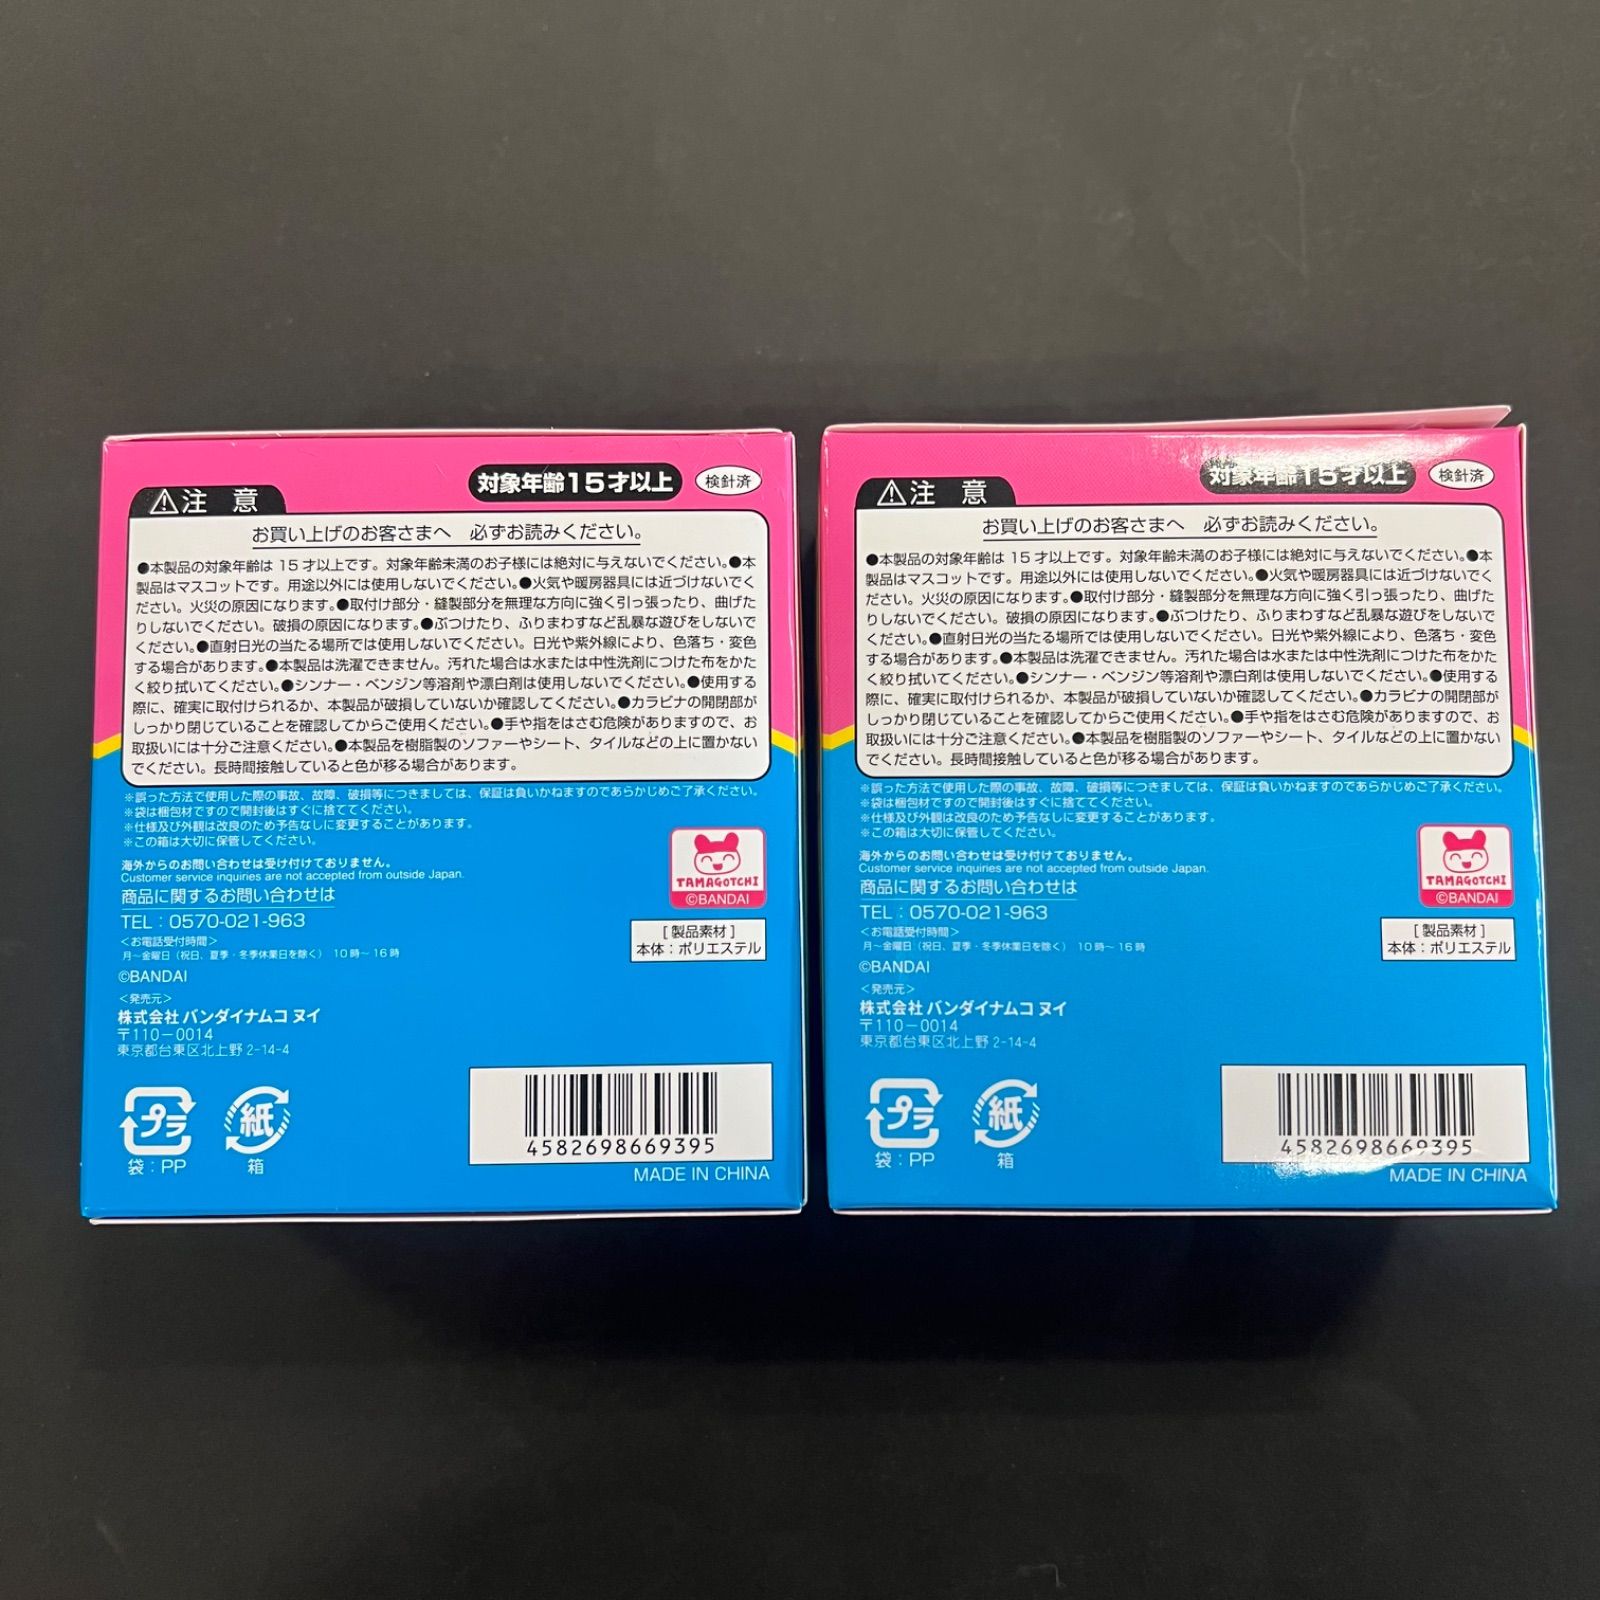 対象年齢15才以上
検針済
注 意
お買い上げのお客さまへ 必ずお読みください。
●本製品の対象年齢は 15 才以上です。対象年齢未満のお子様には絶対に与えないでください。●本
製品はマスコットです。用途以外には使用しないでください。●火気や暖房器具には近づけないでく
ださい。火災の原因になります。●取付け部分・縫製部分を無理な方向に強く引っ張ったり、曲げた
りしないでください。破損の原因になります。●ぶつけたり、ふりまわすなど乱暴な遊びをしないで
ください。●直射日光の当たる場所では使用しないでください。日光や紫外線により、色落ち・変色
する場合があります。●本製品は洗濯できません。汚れた場合は水または中性洗剤につけた布をかた
く絞り拭いてください。●シンナー・ベンジン等溶剤や漂白剤は使用しないでください。●使用する
際に、確実に取付けられるか、本製品が破損していないか確認してください。●カラビナの開閉部が
しっかり閉じていることを確認してからご使用ください。●手や指をはさむ危険がありますので、お
取扱いには十分ご注意ください。●本製品を樹脂製のソファーやシート、タイルなどの上に置かない
でください。長時間接触していると色が移る場合があります。
※誤った方法で使用した際の事故、故障、破損等につきましては、保証は負いかねますのであらかじめご了承ください。
※袋は梱包材ですので開封後はすぐに捨ててください。
※仕様及び外観は改良のため予告なしに変更することがあります。
※この箱は大切に保管してください。
海外からのお問い合わせは受け付けておりません。
Customer service inquiries are not accepted from outside Japan.
商品に関するお問い合わせは
TEL：0570-021-963
＜お電話受付時間＞
月～金曜日（祝日、夏季・冬季休業日を除く） 10時～16時
©BANDAI
＜発売元＞
株式会社 バンダイナムコ ヌイ
〒110-0014
東京都台東区北上野 2-14-4
TAMAGOTCHI
©BANDAI
[ 製品素材 ]
本体：ポリエステル
プラ
袋：PP
紙
箱
4582698669395
MADE IN CHINA
対象年齢15才以上
検針済
注 意
お買い上げのお客さまへ 必ずお読みください。
●本製品の対象年齢は 15 才以上です。対象年齢未満のお子様には絶対に与えないでください。●本
製品はマスコットです。用途以外には使用しないでください。●火気や暖房器具には近づけないでく
ださい。火災の原因になります。●取付け部分・縫製部分を無理な方向に強く引っ張ったり、曲げた
りしないでください。破損の原因になります。●ぶつけたり、ふりまわすなど乱暴な遊びをしないで
ください。●直射日光の当たる場所では使用しないでください。日光や紫外線により、色落ち・変色
する場合があります。●本製品は洗濯できません。汚れた場合は水または中性洗剤につけた布をかた
く絞り拭いてください。●シンナー・ベンジン等溶剤や漂白剤は使用しないでください。●使用する
際に、確実に取付けられるか、本製品が破損していないか確認してください。●カラビナの開閉部が
しっかり閉じていることを確認してからご使用ください。●手や指をはさむ危険がありますので、お
取扱いには十分ご注意ください。●本製品を樹脂製のソファーやシート、タイルなどの上に置かない
でください。長時間接触していると色が移る場合があります。
※誤った方法で使用した際の事故、故障、破損等につきましては、保証は負いかねますのであらかじめご了承ください。
※袋は梱包材ですので開封後はすぐに捨ててください。
※仕様及び外観は改良のため予告なしに変更することがあります。
※この箱は大切に保管してください。
海外からのお問い合わせは受け付けておりません。
Customer service inquiries are not accepted from outside Japan.
商品に関するお問い合わせは
TEL：0570-021-963
＜お電話受付時間＞
月～金曜日（祝日、夏季・冬季休業日を除く） 10時～16時
©BANDAI
＜発売元＞
株式会社 バンダイナムコ ヌイ
〒110-0014
東京都台東区北上野 2-14-4
TAMAGOTCHI
©BANDAI
[ 製品素材 ]
本体：ポリエステル
プラ
袋：PP
紙
箱
4582698669395
MADE IN CHINA